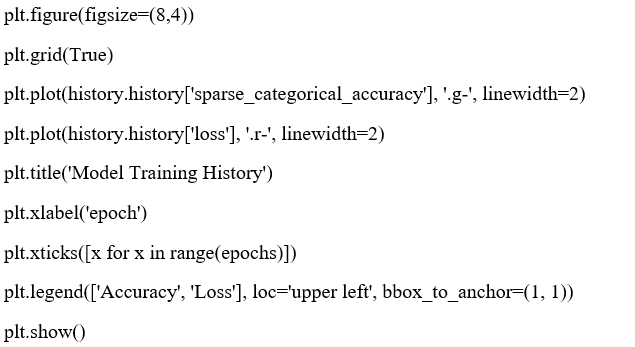 plt.figure(figsize=(8,4))
plt.grid(True)
plt.plot(history.history['sparse_categorical_accuracy'], '.g-', linewidth=2)
plt.plot(history.history['loss'], '.r-', linewidth=2)
plt.title('Model Training History')
plt.xlabel('epoch')
plt.xticks([x for x in range(epochs)])
plt.legend(['Accuracy', 'Loss'], loc='upper left', bbox_to_anchor=(1, 1))
plt.show()